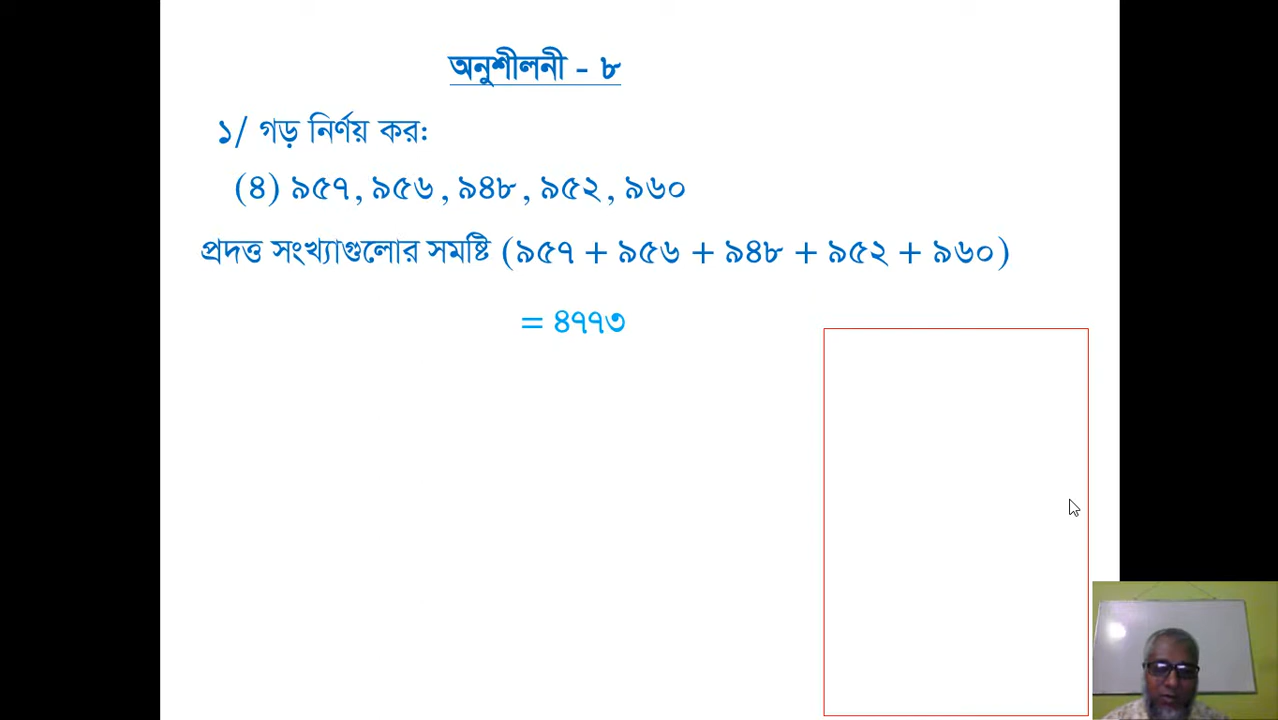 অনুশীলনী - ৮
১/ গড় নির্ণয় কর:
(৪) ৯৫৭, ৯৫৬, ৯৪৮, ৯৫২, ৯৬০
প্রদত্ত সংখ্যাগুলোর সমষ্টি (৯৫৭ + ৯৫৬ + ৯৪৮ + ৯৫২ + ৯৬০)
= ৪৭৭৩